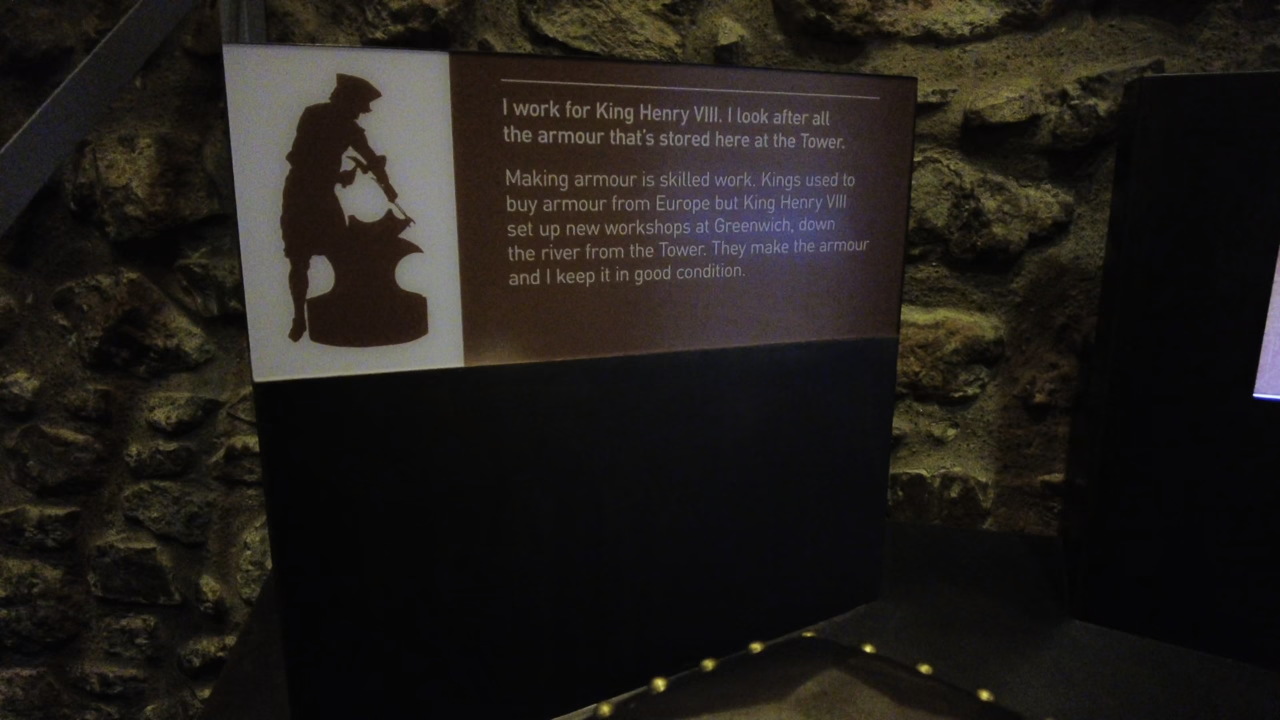 I work for King Henry VIII. I look after all
the armour that's stored here at the Tower.
Making armour is skilled work. Kings used to
buy armour from Europe but King Henry VIII
set up new workshops at Greenwich, down
the river from the Tower. They make the armour
and I keep it in good condition.